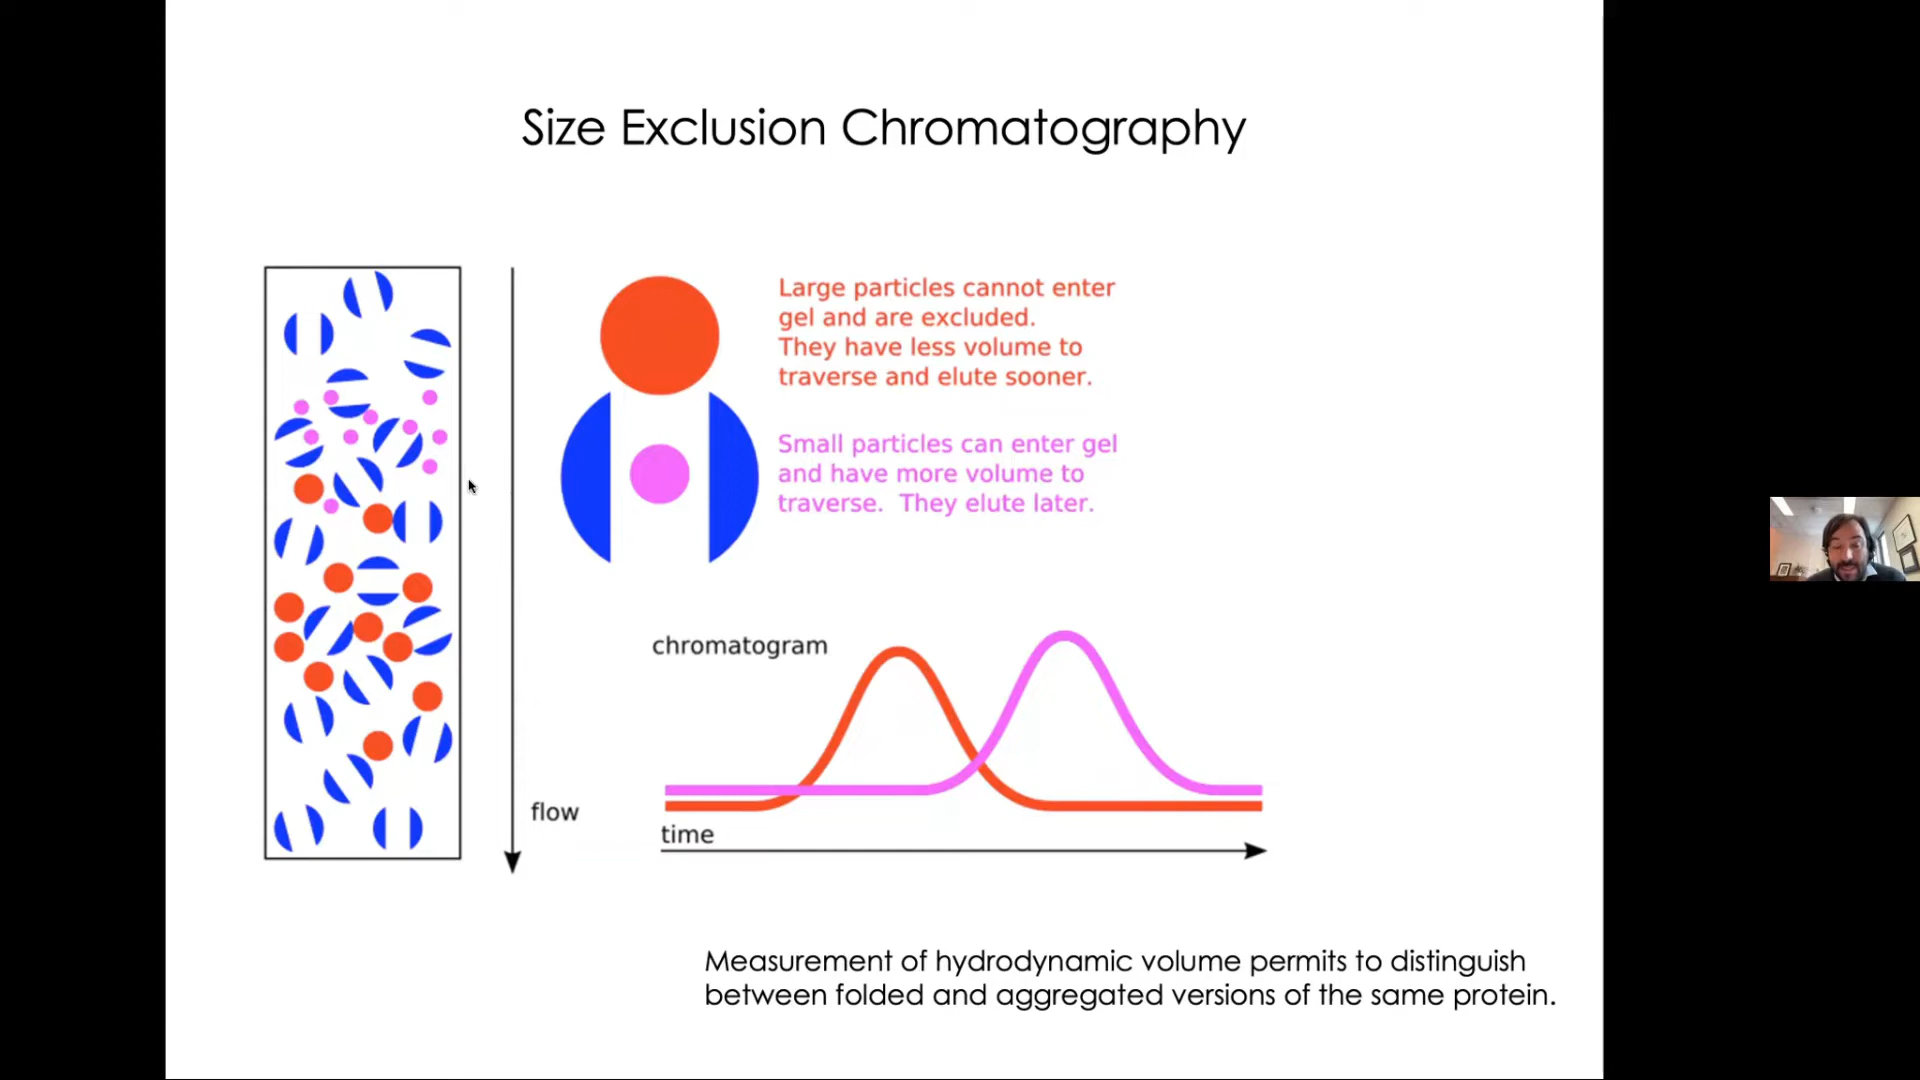 Size Exclusion Chromatography
Large particles cannot enter
gel and are excluded.
They have less volume to
traverse and elute sooner.
Small particles can enter gel
and have more volume to
traverse. They elute later.
chromatogram
flow
time
Measurement of hydrodynamic volume permits to distinguish
between folded and aggregated versions of the same protein.